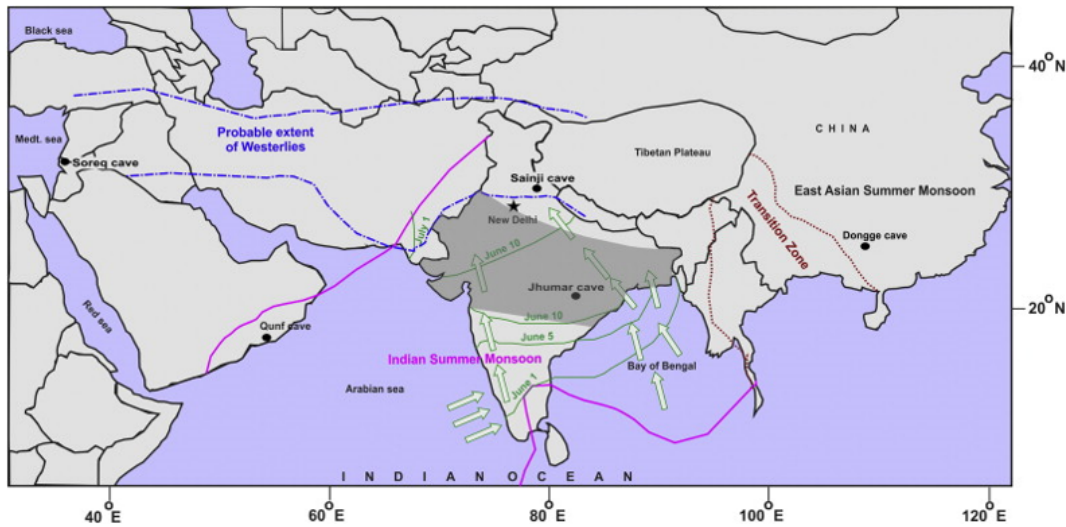 Black sea
40°N
CHINA
Probable extent
of Westerlies
Medt. sea
Tibetan Plateau
Soreq cave
Sainji cave
East Asian Summer Monsoon
New Delhi
July 1
Transition Zone
June 10
Dongge cave
Jhumar cave
Red sea
20°N
June 10
Qunf cave
June 5
Indian Summer Monsoon
Bay of Bengal
Arabian sea
June 1
INDIAN OCEAN
40°E
60°E
80°E
100°E
120°E